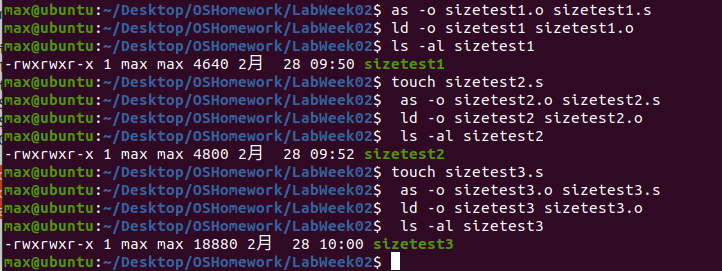 max@ubuntu:~/Desktop/OSHomework/LabWeek02$ as -o sizetest1.o sizetest1.s
max@ubuntu:~/Desktop/OSHomework/LabWeek02$ ld -o sizetest1 sizetest1.o
max@ubuntu:~/Desktop/OSHomework/LabWeek02$ ls -al sizetest1
-rwxrwxr-x 1 max max 4640 2月  28 09:50 sizetest1
max@ubuntu:~/Desktop/OSHomework/LabWeek02$ touch sizetest2.s
max@ubuntu:~/Desktop/OSHomework/LabWeek02$  as -o sizetest2.o sizetest2.s
max@ubuntu:~/Desktop/OSHomework/LabWeek02$  ld -o sizetest2 sizetest2.o
max@ubuntu:~/Desktop/OSHomework/LabWeek02$  ls -al sizetest2
-rwxrwxr-x 1 max max 4800 2月  28 09:52 sizetest2
max@ubuntu:~/Desktop/OSHomework/LabWeek02$ touch sizetest3.s
max@ubuntu:~/Desktop/OSHomework/LabWeek02$  as -o sizetest3.o sizetest3.s
max@ubuntu:~/Desktop/OSHomework/LabWeek02$  ld -o sizetest3 sizetest3.o
max@ubuntu:~/Desktop/OSHomework/LabWeek02$  ls -al sizetest3
-rwxrwxr-x 1 max max 18880 2月  28 10:00 sizetest3
max@ubuntu:~/Desktop/OSHomework/LabWeek02$